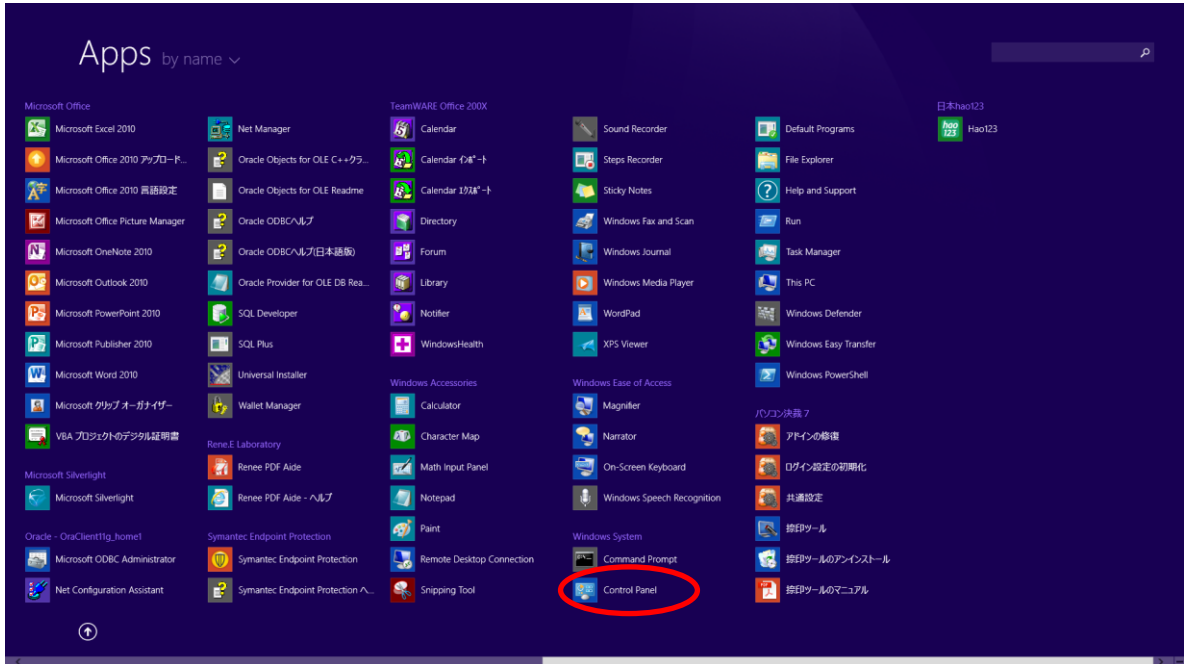 Apps by name
Microsoft Office
Microsoft Excel 2010
Microsoft Office 2010 アップロード...
Microsoft Office 2010 言語設定
Microsoft Office Picture Manager
Microsoft OneNote 2010
Microsoft Outlook 2010
Microsoft PowerPoint 2010
Microsoft Publisher 2010
Microsoft Word 2010
Microsoft クリップ オーガナイザー
VBA プロジェクトのデジタル証明書
Microsoft Silverlight
Microsoft Silverlight
Oracle - OraClient11g_home1
Microsoft ODBC Administrator
Net Configuration Assistant
Net Manager
Oracle Objects for OLE C++クラ...
Oracle Objects for OLE Readme
Oracle ODBCヘルプ
Oracle ODBCヘルプ(日本語版)
Oracle Provider for OLE DB Rea...
SQL Developer
SQL Plus
Universal Installer
Wallet Manager
Rene.E Laboratory
Renee PDF Aide
Renee PDF Aide - ヘルプ
Symantec Endpoint Protection
Symantec Endpoint Protection
Symantec Endpoint Protection ヘ...
TeamWARE Office 200X
Calendar
Calendar ｲﾝﾎﾟｰﾄ
Calendar ｴｸｽﾎﾟｰﾄ
Directory
Forum
Library
Notifier
WindowsHealth
Windows Accessories
Calculator
Character Map
Math Input Panel
Notepad
Paint
Remote Desktop Connection
Snipping Tool
Sound Recorder
Steps Recorder
Sticky Notes
Windows Fax and Scan
Windows Journal
Windows Media Player
WordPad
XPS Viewer
Windows Ease of Access
Magnifier
Narrator
On-Screen Keyboard
Windows Speech Recognition
Windows System
Command Prompt
Control Panel
Default Programs
File Explorer
Help and Support
Run
Task Manager
This PC
Windows Defender
Windows Easy Transfer
Windows PowerShell
パソコン決裁 7
アドインの修復
ログイン設定の初期化
共通設定
捺印ツール
捺印ツールのアンインストール
捺印ツールのマニュアル
日本hao123
hao
123
Hao123